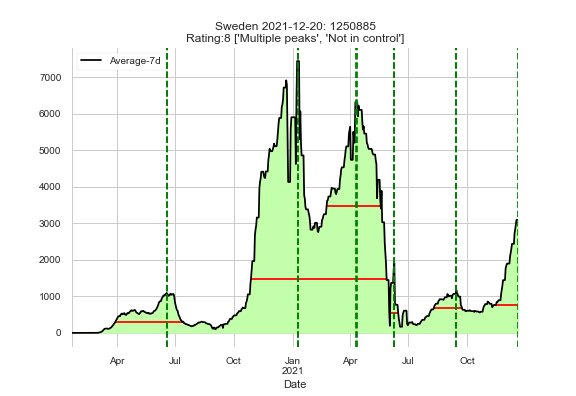 Sweden 2021-12-20: 1250885
Rating:8 ['Multiple peaks', 'Not in control']
Average-7d
7000
6000
5000
4000
3000
2000
1000
0
Apr Jul Oct Jan Apr Jul Oct
2021
Date